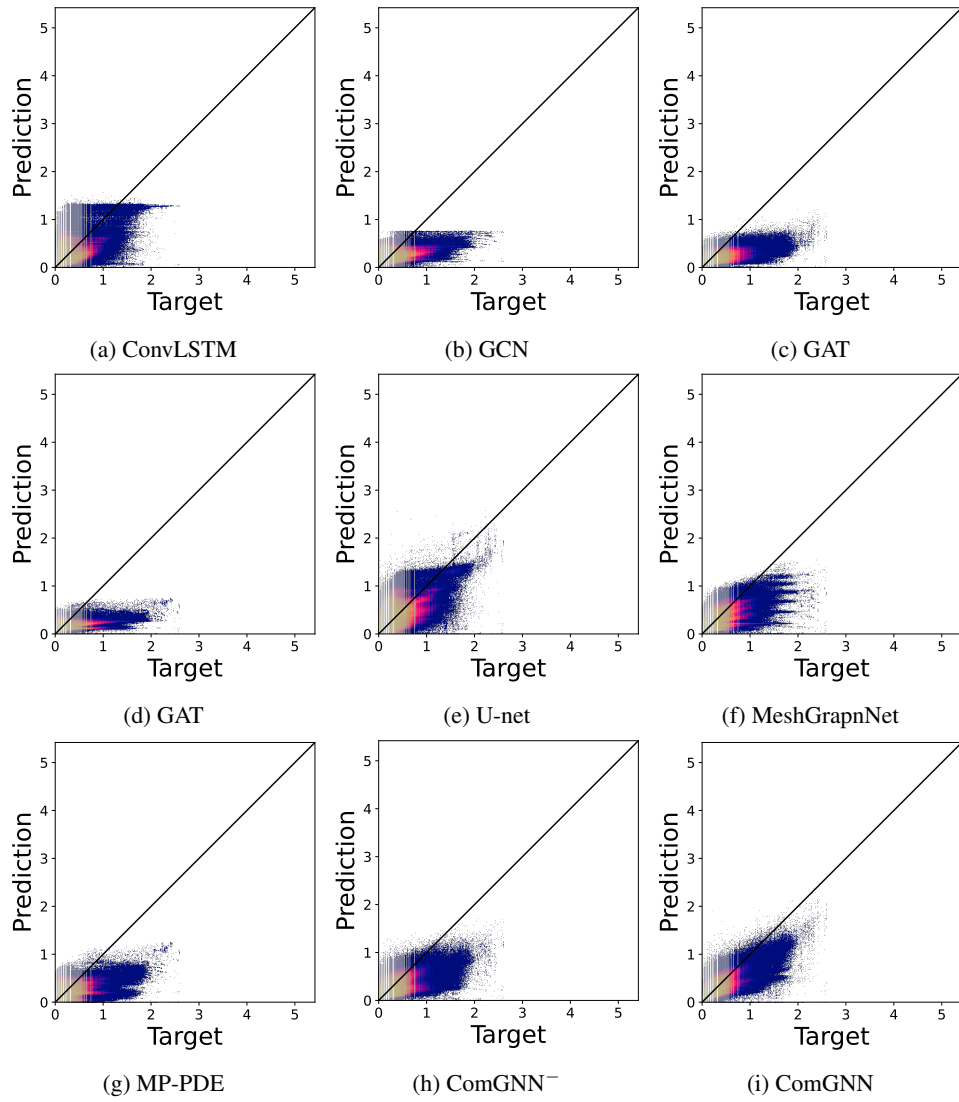 5
4
3
2
1
0
Prediction
0 1 2 3 4 5
Target
(a) ConvLSTM
5
4
3
2
1
0
Prediction
0 1 2 3 4 5
Target
(b) GCN
5
4
3
2
1
0
Prediction
0 1 2 3 4 5
Target
(c) GAT
5
4
3
2
1
0
Prediction
0 1 2 3 4 5
Target
(d) GAT
5
4
3
2
1
0
Prediction
0 1 2 3 4 5
Target
(e) U-net
5
4
3
2
1
0
Prediction
0 1 2 3 4 5
Target
(f) MeshGrapnNet
5
4
3
2
1
0
Prediction
0 1 2 3 4 5
Target
(g) MP-PDE
5
4
3
2
1
0
Prediction
0 1 2 3 4 5
Target
(h) ComGNN⁻
5
4
3
2
1
0
Prediction
0 1 2 3 4 5
Target
(i) ComGNN